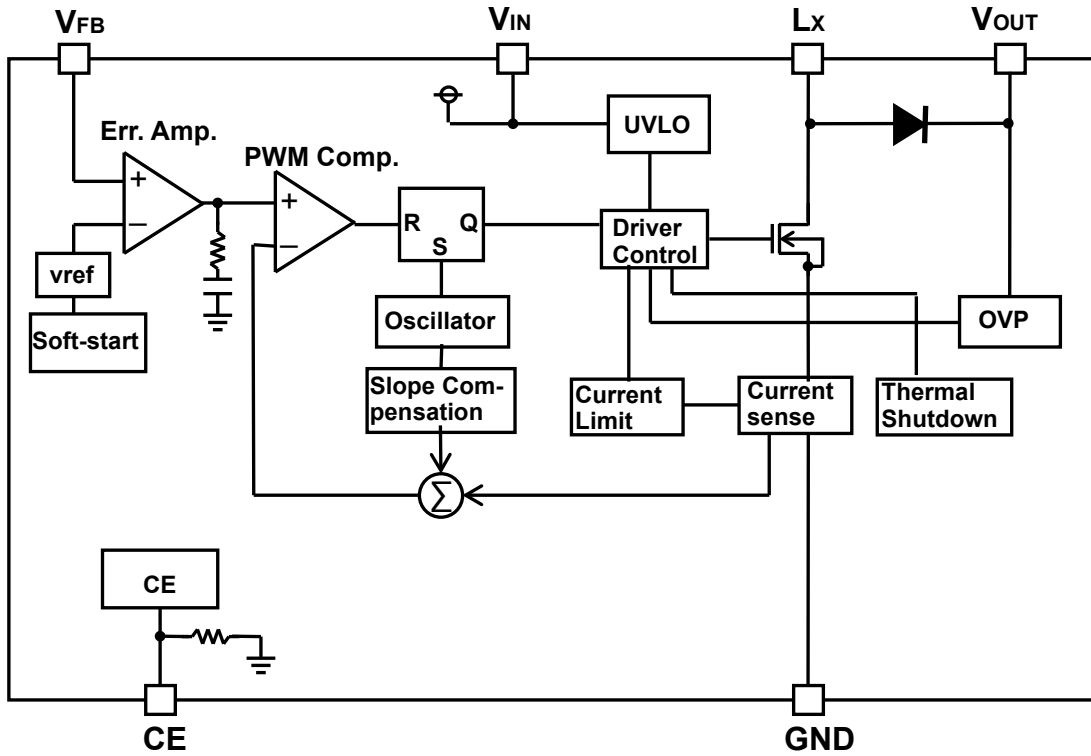 VFB
VIN
LX
VOUT
UVLO
Err. Amp.
PWM Comp.
+
−
+
−
R
Q
S
Driver
Control
vref
Soft-start
Oscillator
OVP
Slope Com-
pensation
Current
Limit
Current
sense
Thermal
Shutdown
Σ
CE
CE
GND